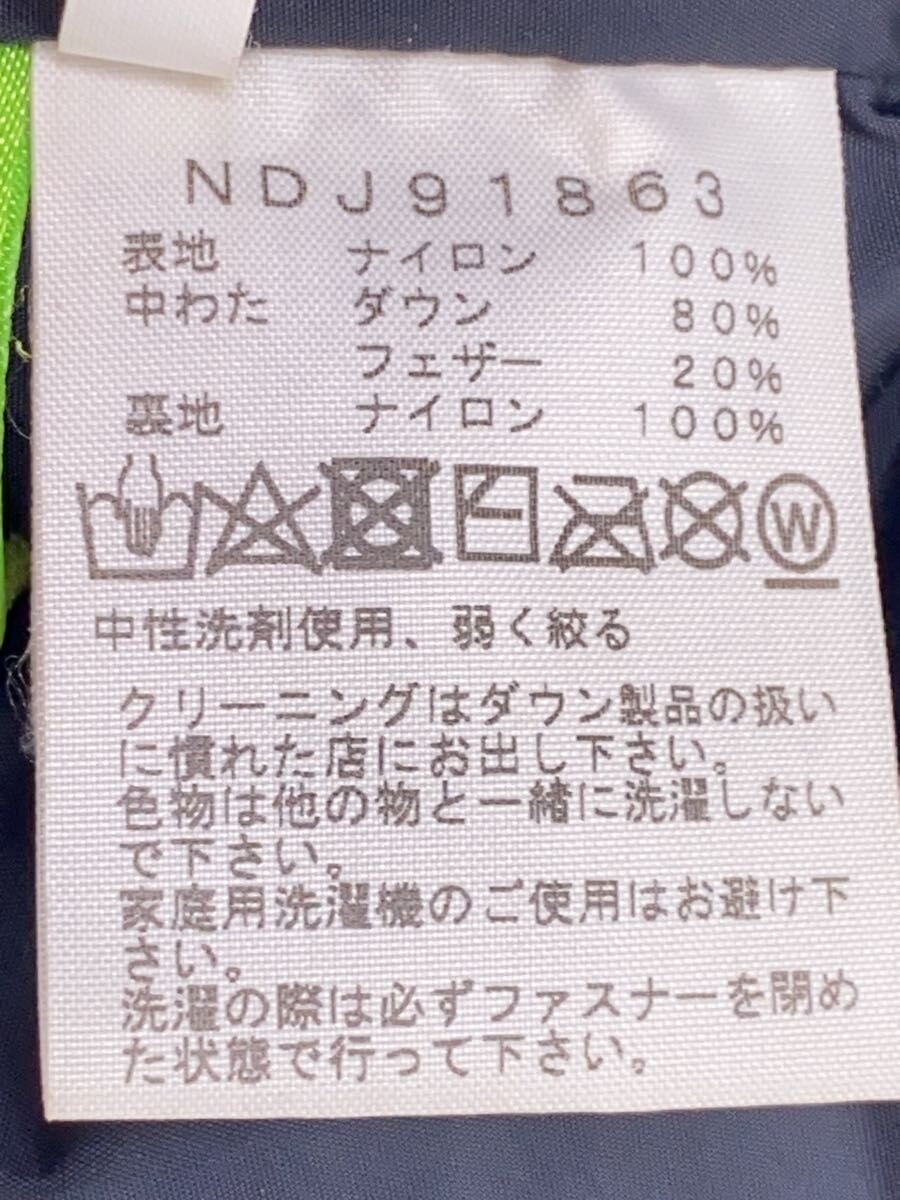 NDJ91863
表地 ナイロン 100%
中わた ダウン 80%
フェザー 20%
裏地 ナイロン 100%
W
中性洗剤使用、弱く絞る
クリーニングはダウン製品の扱い
に慣れた店にお出し下さい。
色物は他の物と一緒に洗濯しない
で下さい。
家庭用洗濯機のご使用はお避け下
さい。
洗濯の際は必ずファスナーを閉め
た状態で行って下さい。